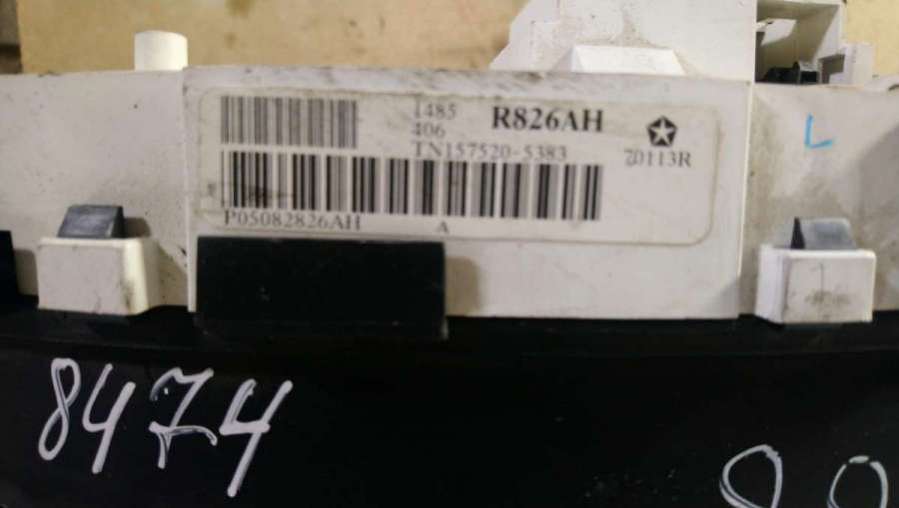 1485 R826AH
406
TN157520-5383 70113R
P05082826AH A
L
8474